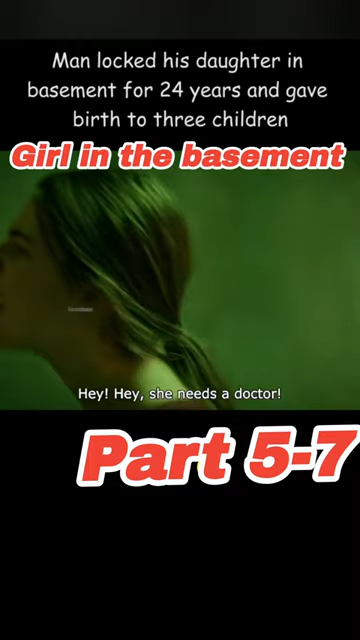 Man locked his daughter in
basement for 24 years and gave
birth to three children
Girl in the basement
Hey! Hey, she needs a doctor!
Part 5-7